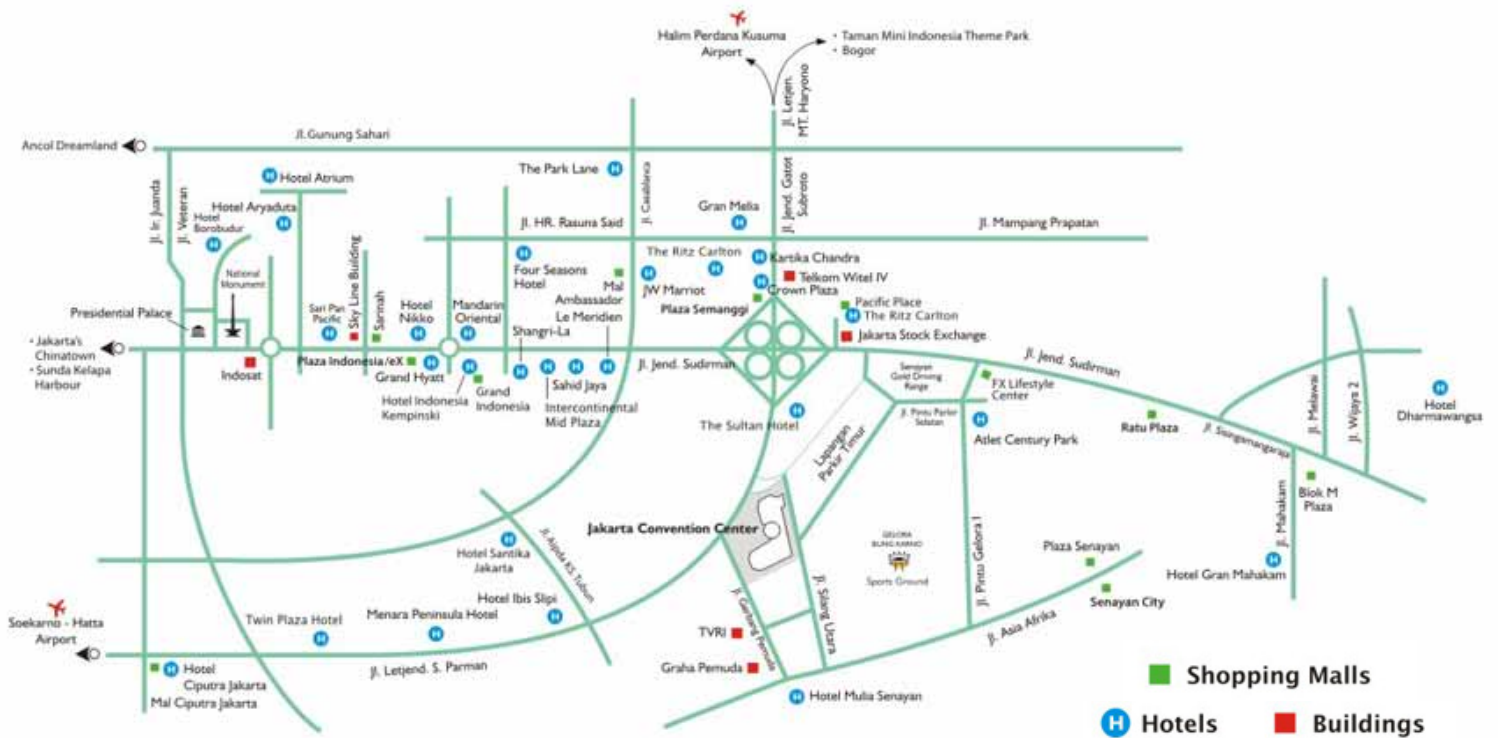 Halim Perdana Kusuma
Airport
• Taman Mini Indonesia Theme Park
• Bogor
Jl. Letjen.
MT. Haryono
Jl. Gunung Sahari
Ancol Dreamland
Jl. Ir. Juanda
Jl. Veteran
Hotel Atrium
The Park Lane
Jl. Casablanca
Jl. Jend. Gatot
Subroto
Hotel Aryaduta
Hotel
Borobudur
Gran Melia
Jl. HR. Rasuna Said
Jl. Mampang Prapatan
The Ritz Carlton
Kartika Chandra
Four Seasons
Hotel
Mal
Ambassador
JW Marriot
Telkom Witel IV
Crown Plaza
Plaza Semanggi
Pacific Place
The Ritz Carlton
Jakarta Stock Exchange
National
Monument
Presidential Palace
Sari Pan
Pacific
Sky Line Building
Sarinah
Hotel
Nikko
Mandarin
Oriental
Le Meridien
Shangri-La
• Jakarta's
Chinatown
• Sunda Kelapa
Harbour
Indosat
Plaza Indonesia/eX
Grand Hyatt
Hotel Indonesia
Kempinski
Grand
Indonesia
Sahid Jaya
Intercontinental
Mid Plaza
Jl. Jend. Sudirman
Senayan
Gold Driving
Range
Jl. Jend. Sudirman
FX Lifestyle
Center
Jl. Pintu Parkir
Selatan
The Sultan Hotel
Lapangan
Parkir Timur
Atlet Century Park
Ratu Plaza
Jl. Sisingamangaraja
Jl. Melawai
Jl. Wijaya 2
Hotel
Dharmawangsa
Blok M
Plaza
Jl. Mahakam
Jakarta Convention Center
GELORA
BUNG KARNO
Sports Ground
Jl. Pintu Gelora I
Plaza Senayan
Hotel Gran Mahakam
Senayan City
Jl. Asia Afrika
Hotel Santika
Jakarta
Jl. Aipda KS Tubun
Hotel Ibis Slipi
Menara Peninsula Hotel
Twin Plaza Hotel
Soekarno - Hatta
Airport
Jl. Letjend. S. Parman
Hotel
Ciputra Jakarta
Mal Ciputra Jakarta
TVRI
Graha Pemuda
Jl. Gerbang Pemuda
Jl. Silang Utara
Hotel Mulia Senayan
Shopping Malls
H Hotels
Buildings